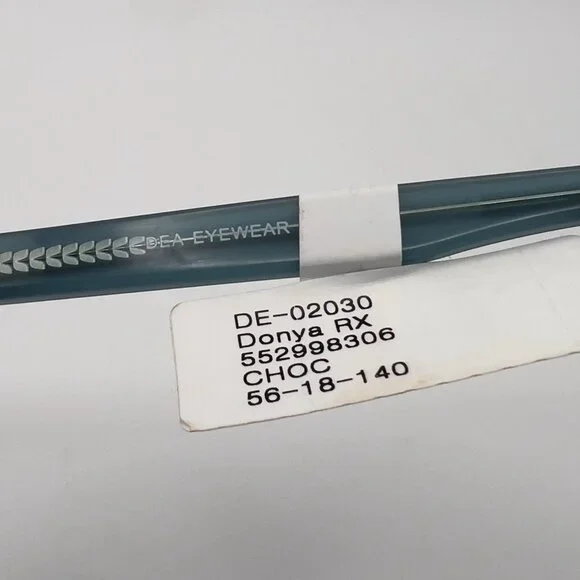 DEA EYEWEAR
DE-02030
Donya RX
552998306
CHOC
56-18-140